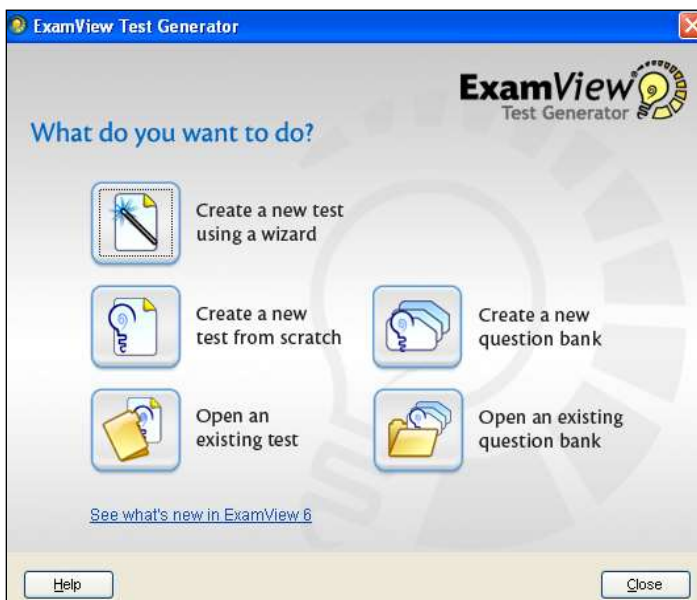 ExamView Test Generator
ExamView
Test Generator
What do you want to do?
Create a new test
using a wizard
Create a new
test from scratch
Create a new
question bank
Open an
existing test
Open an existing
question bank
See what's new in ExamView 6
Help
Close